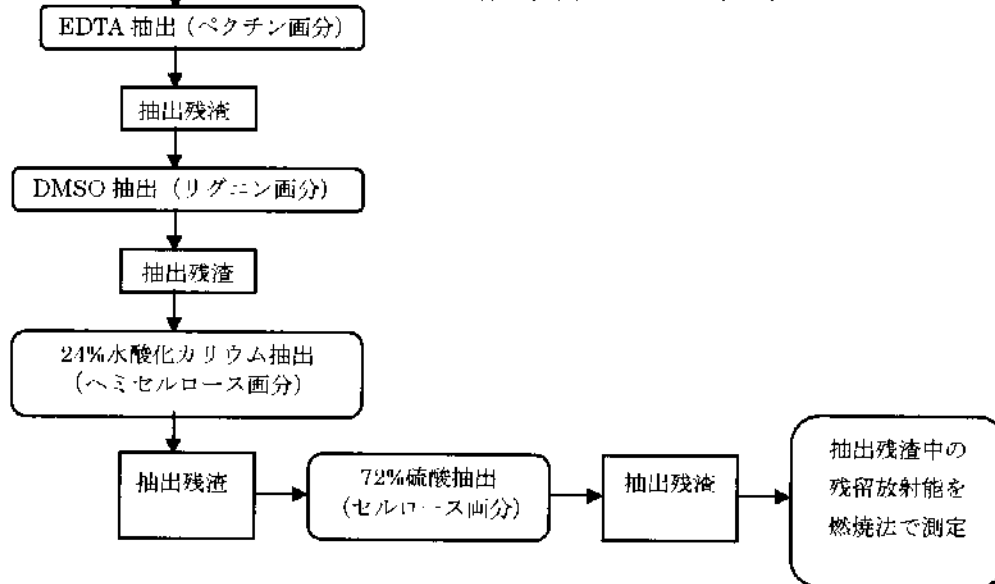 EDTA 抽出 (ペクチン画分)
抽出残渣
DMSO 抽出 (リグニン画分)
抽出残渣
24%水酸化カリウム抽出
(ヘミセルロース画分)
抽出残渣
72%硫酸抽出
(セルロース画分)
抽出残渣
抽出残渣中の
残留放射能を
燃焼法で測定